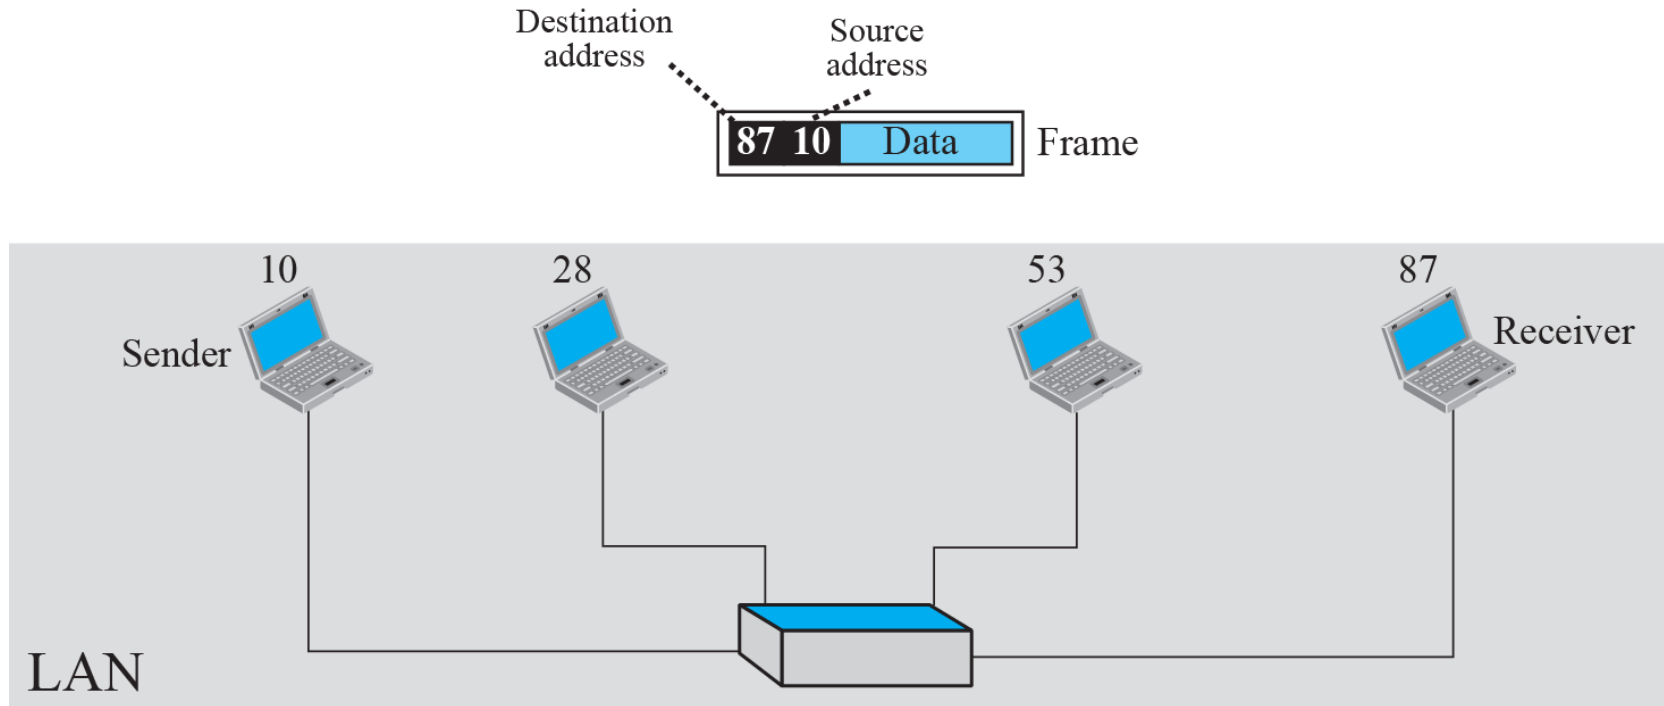 Destination
address
Source
address
87 10 Data
Frame
10
28
53
87
Sender
Receiver
LAN